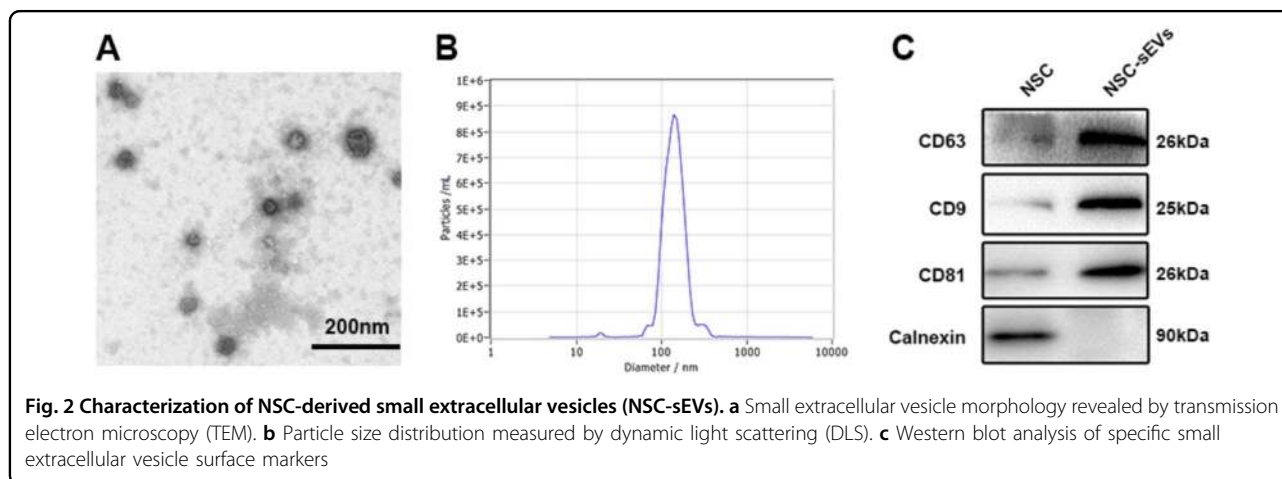 A
200nm
B
Particles /mL
1E+6
9E+5
8E+5
7E+5
6E+5
5E+5
4E+5
3E+5
2E+5
1E+5
0E+0
1 10 100 1000 10000
Diameter / nm
C
NSC NSC-sEVs
CD63 26kDa
CD9 25kDa
CD81 26kDa
Calnexin 90kDa
Fig. 2 Characterization of NSC-derived small extracellular vesicles (NSC-sEVs). a Small extracellular vesicle morphology revealed by transmission
electron microscopy (TEM). b Particle size distribution measured by dynamic light scattering (DLS). c Western blot analysis of specific small
extracellular vesicle surface markers